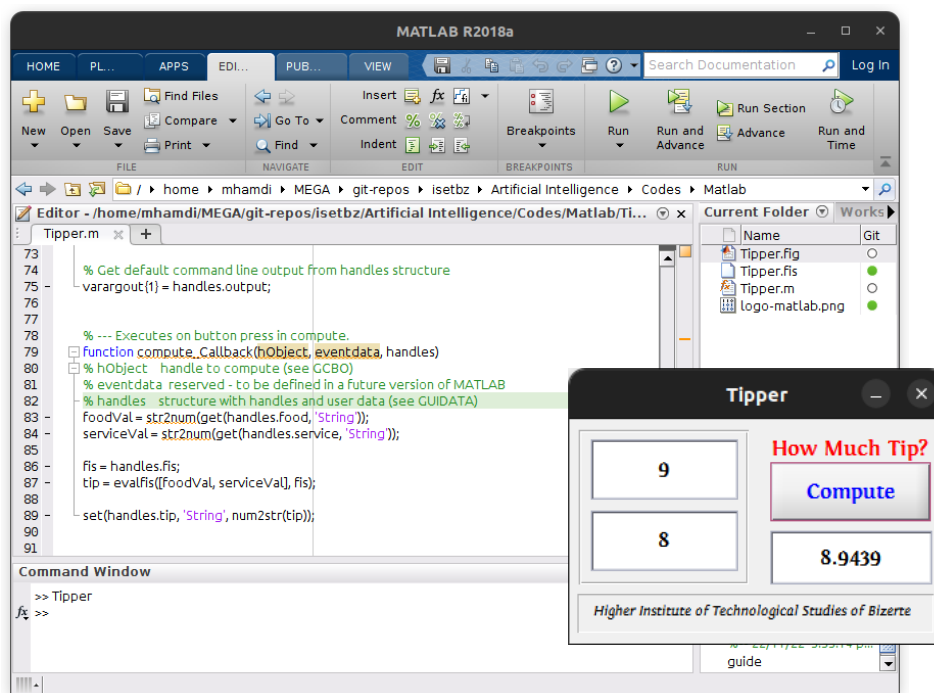 MATLAB R2018a
HOME PL... APPS EDI... PUB... VIEW Search Documentation Log In
New Open Save Find Files Compare Print Go To Find Insert Comment Indent Breakpoints Run Run and Advance Run Section Advance Run and Time
FILE NAVIGATE EDIT BREAKPOINTS RUN
/ home mhamdi MEGA git-repos isetbz Artificial Intelligence Codes Matlab
Editor - /home/mhamdi/MEGA/git-repos/isetbz/Artificial Intelligence/Codes/Matlab/Ti...
Tipper.m
73
74 % Get default command line output from handles structure
75 - varargout{1} = handles.output;
76
77
78 % --- Executes on button press in compute.
79 function compute_Callback(hObject, eventdata, handles)
80 % hObject    handle to compute (see GCBO)
81 % eventdata  reserved - to be defined in a future version of MATLAB
82 % handles    structure with handles and user data (see GUIDATA)
83 - foodVal = str2num(get(handles.food, 'String'));
84 - serviceVal = str2num(get(handles.service, 'String'));
85
86 - fis = handles.fis;
87 - tip = evalfis([foodVal, serviceVal], fis);
88
89 - set(handles.tip, 'String', num2str(tip));
90
91
Command Window
>> Tipper
fx >>
Current Folder Works
Name Git
Tipper.fig
Tipper.fis
Tipper.m
logo-matlab.png
Tipper
How Much Tip?
9
Compute
8
8.9439
Higher Institute of Technological Studies of Bizerte
guide